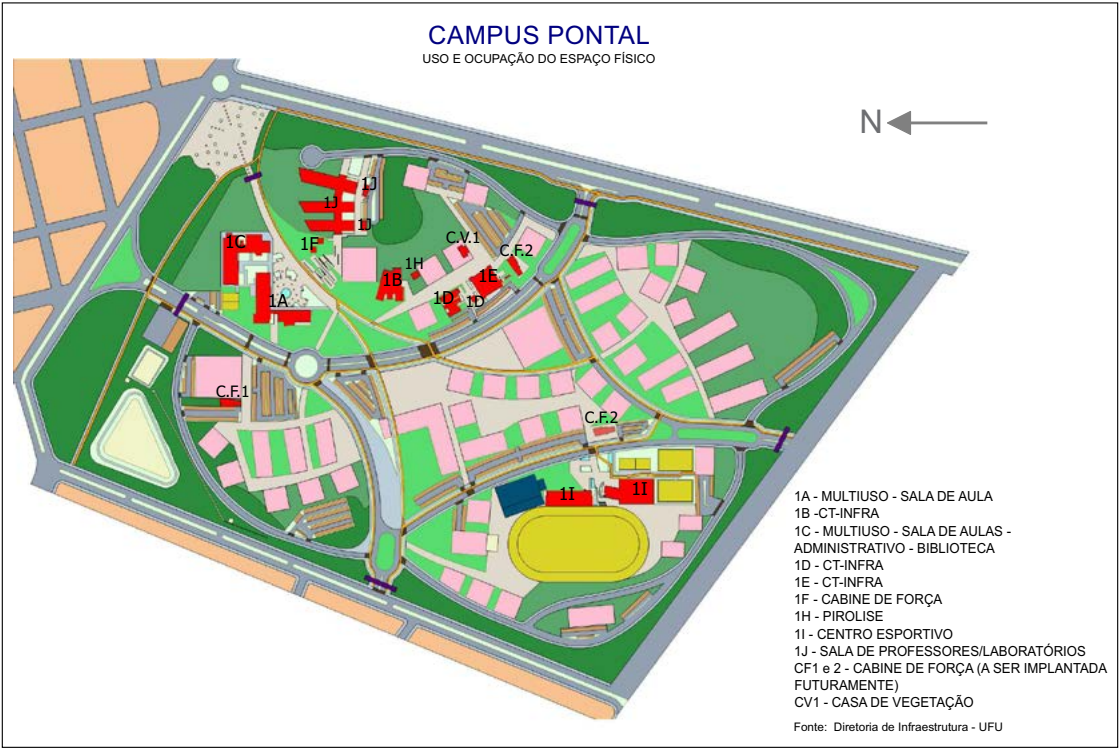 CAMPUS PONTAL
USO E OCUPAÇÃO DO ESPAÇO FÍSICO
N
1J
1J
1J
1C
1F
C.V.1
C.F.2
1H
1B
1E
1A
1D
1D
C.F.1
C.F.2
1I
1I
1A - MULTIUSO - SALA DE AULA
1B -CT-INFRA
1C - MULTIUSO - SALA DE AULAS -
ADMINISTRATIVO - BIBLIOTECA
1D - CT-INFRA
1E - CT-INFRA
1F - CABINE DE FORÇA
1H - PIROLISE
1I - CENTRO ESPORTIVO
1J - SALA DE PROFESSORES/LABORATÓRIOS
CF1 e 2 - CABINE DE FORÇA (A SER IMPLANTADA
FUTURAMENTE)
CV1 - CASA DE VEGETAÇÃO
Fonte: Diretoria de Infraestrutura - UFU